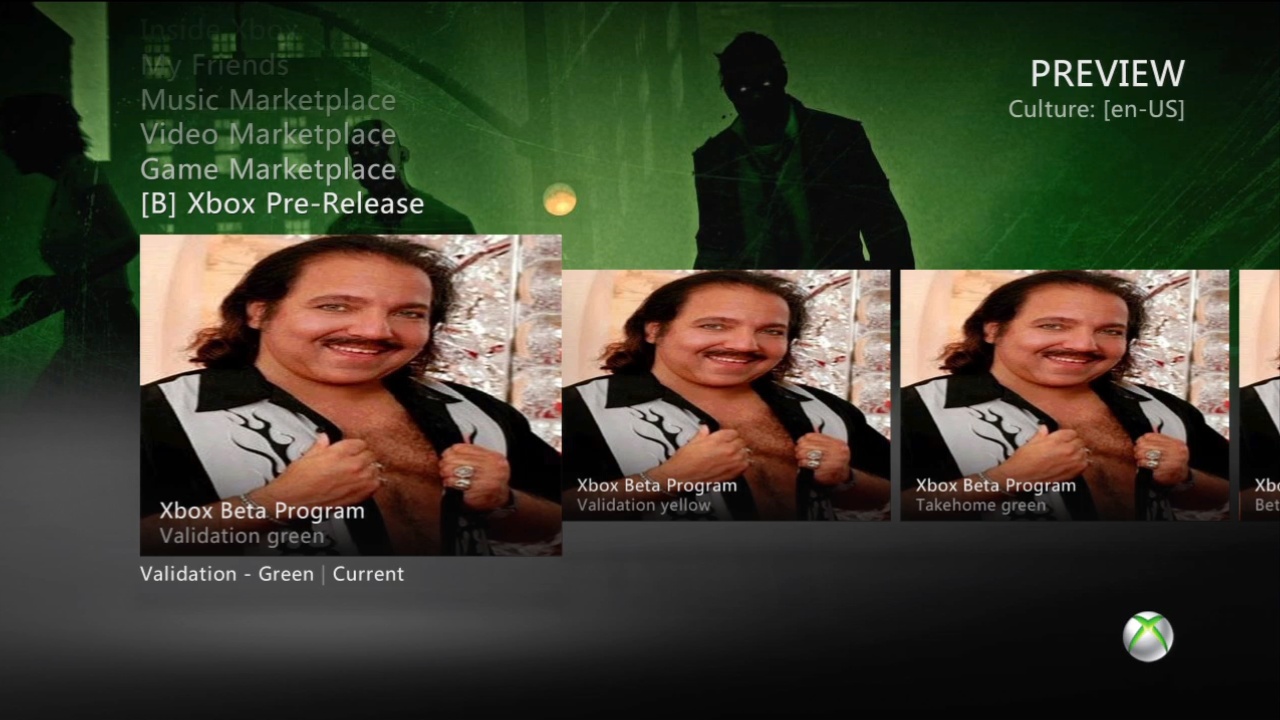 Inside Xbox
My Friends
Music Marketplace
Video Marketplace
Game Marketplace
[B] Xbox Pre-Release
PREVIEW
Culture: [en-US]
Xbox Beta Program
Validation green
Xbox Beta Program
Validation yellow
Xbox Beta Program
Takehome green
Xb
Bet
Validation - Green | Current